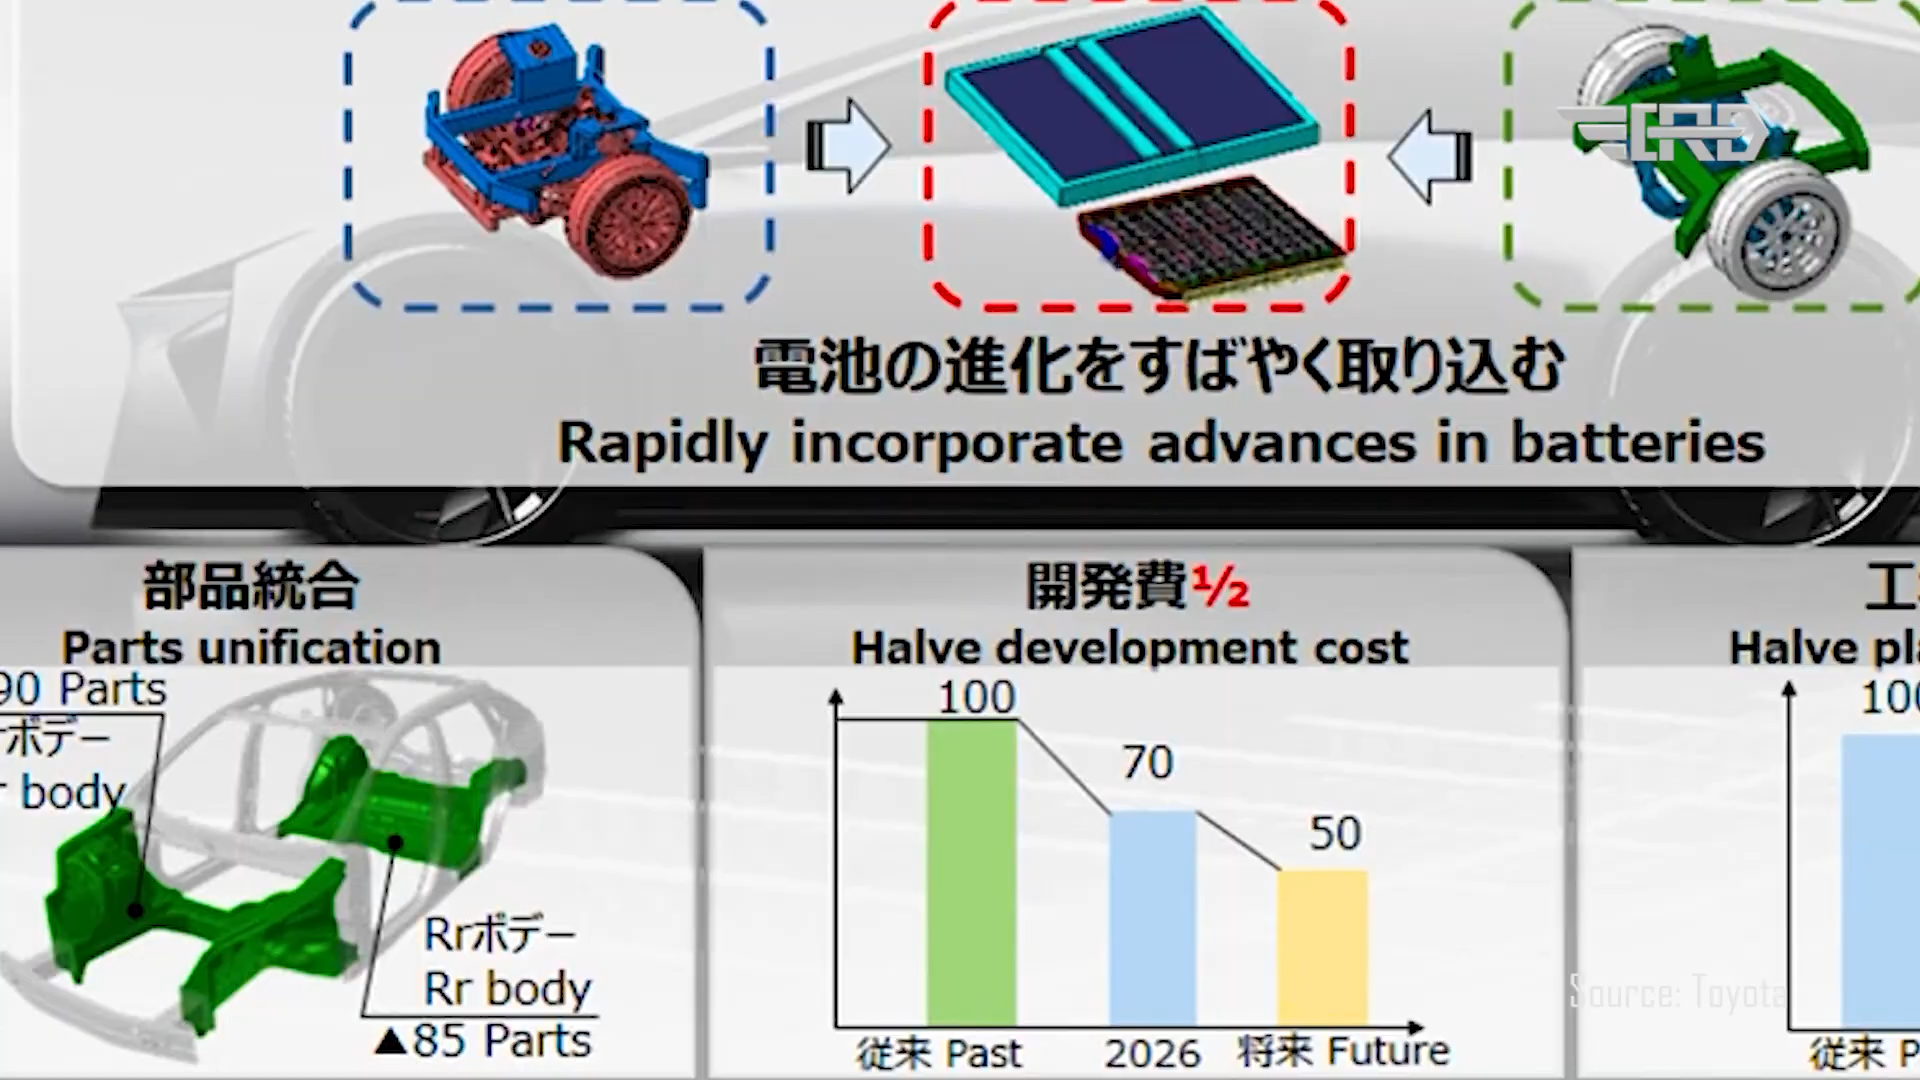 CRD
電池の進化をすばやく取り込む
Rapidly incorporate advances in batteries
部品統合
Parts unification
90 Parts
ボデー
body
Rrボデー
Rr body
▲85 Parts
開発費½
Halve development cost
100
70
50
従来 Past
2026
将来 Future
工
Halve pla
100
従来 P
Source: Toyota